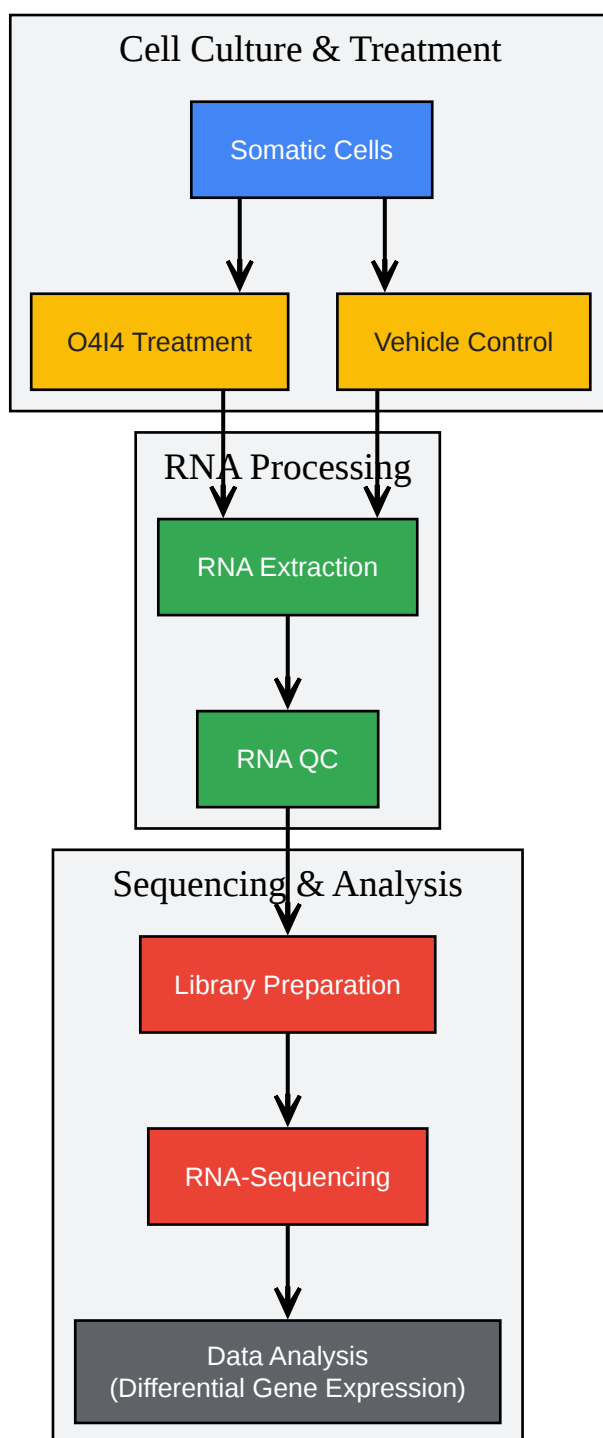 Cell Culture & Treatment
Somatic Cells
O4I4 Treatment
Vehicle Control
RNA Processing
RNA Extraction
RNA QC
Sequencing & Analysis
Library Preparation
RNA-Sequencing
Data Analysis
(Differential Gene Expression)